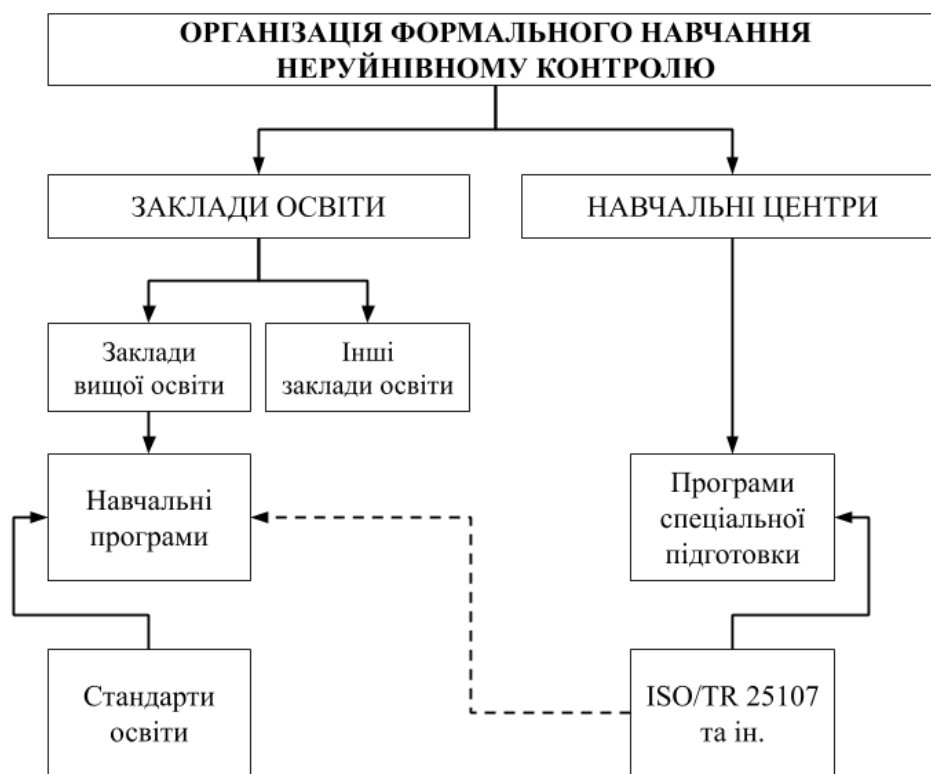 ОРГАНІЗАЦІЯ ФОРМАЛЬНОГО НАВЧАННЯ
НЕРУЙНІВНОМУ КОНТРОЛЮ
ЗАКЛАДИ ОСВІТИ
НАВЧАЛЬНІ ЦЕНТРИ
Заклади
вищої освіти
Інші
заклади освіти
Навчальні
програми
Програми
спеціальної
підготовки
Стандарти
освіти
ISO/TR 25107
та ін.